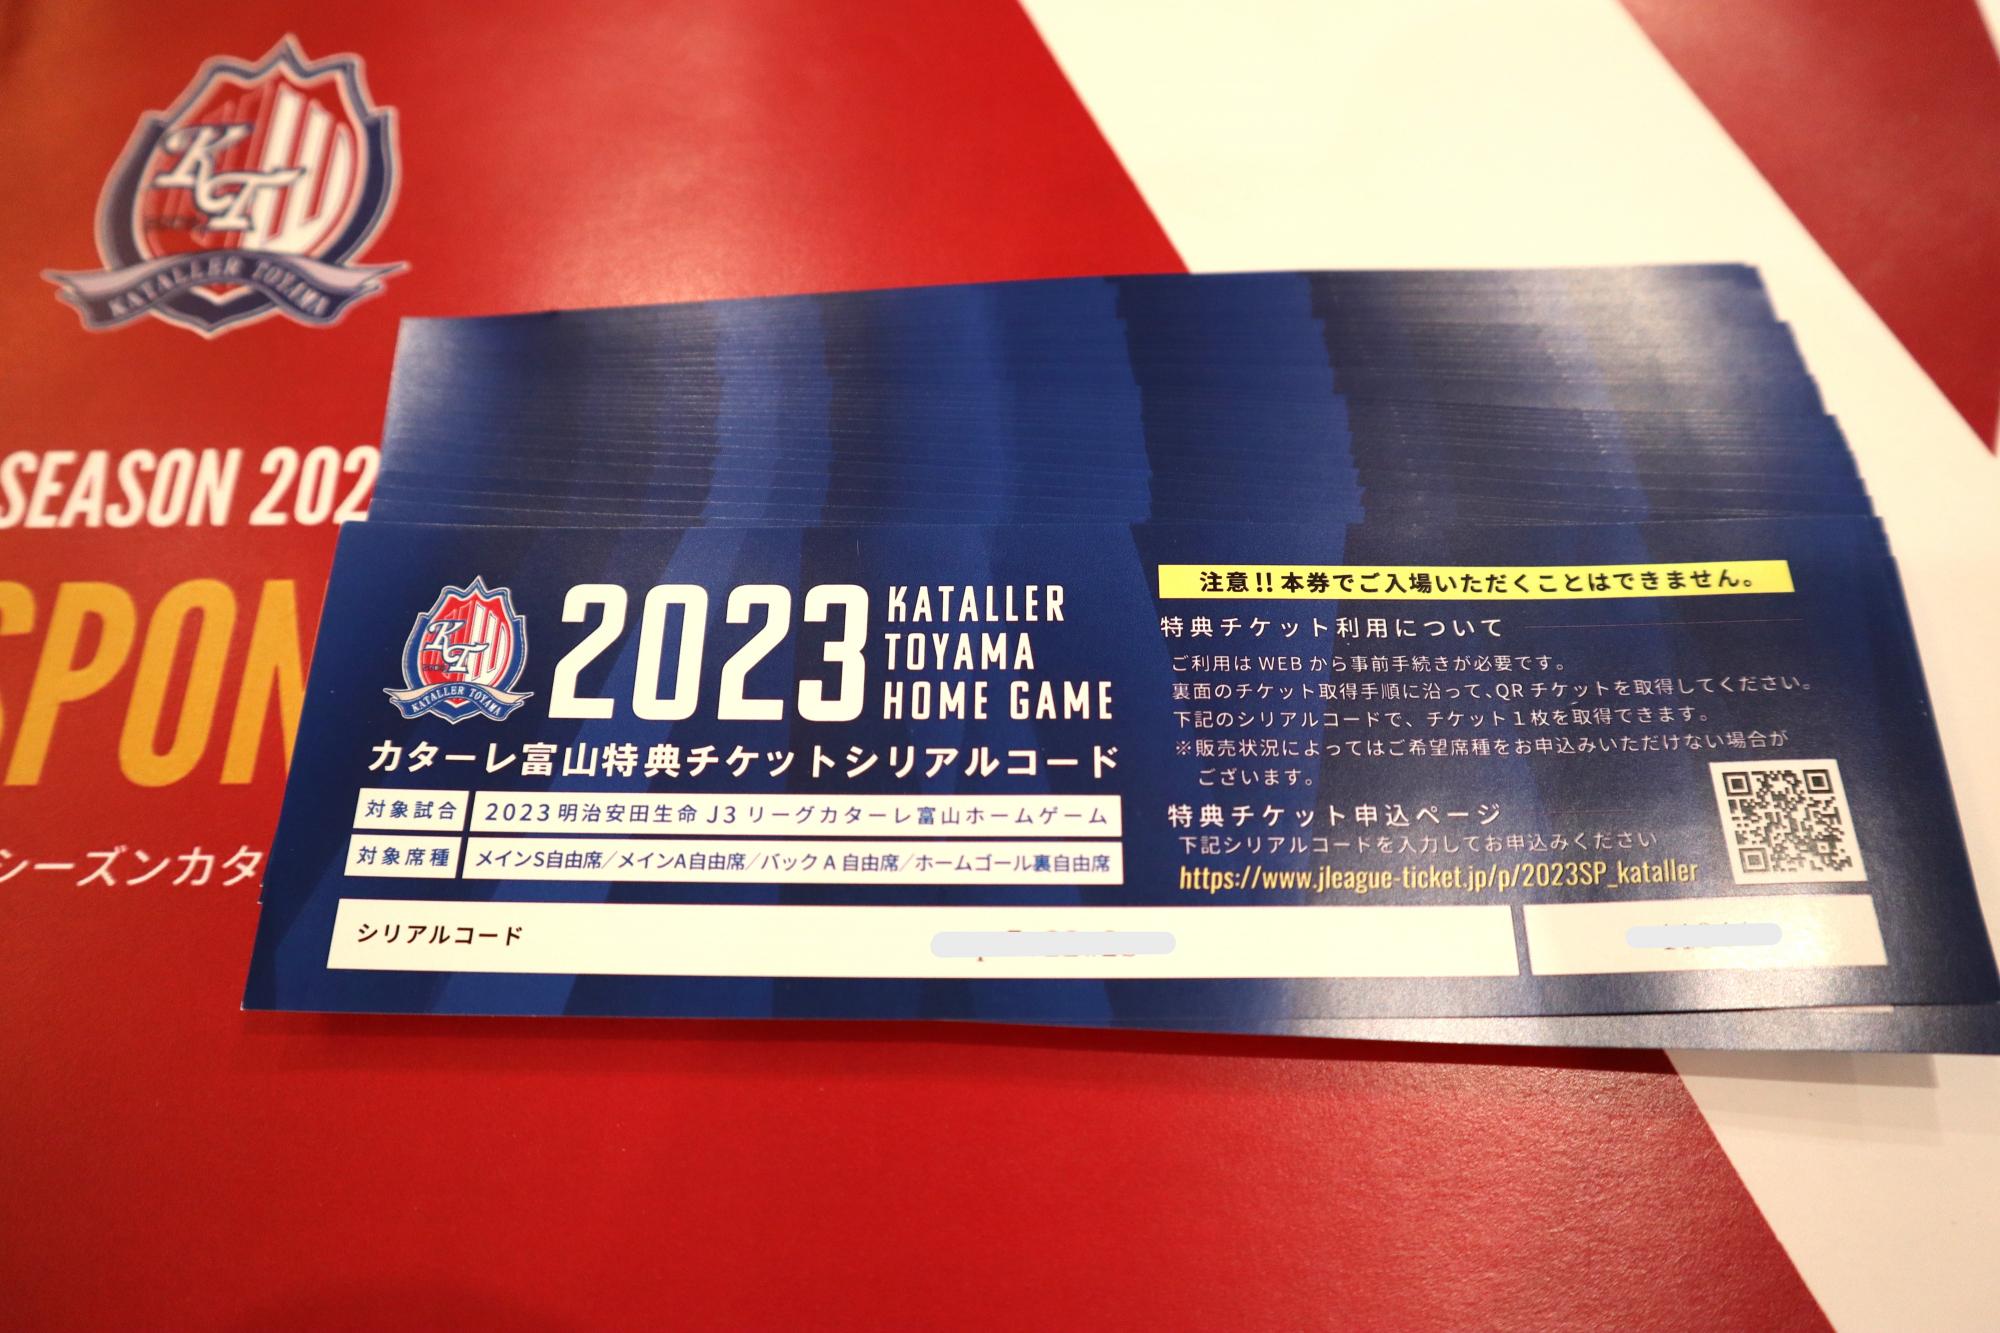 KT
KATALLER TOYAMA
SEASON 202
SPON
シーズンカタ
KT
KATALLER TOYAMA
2023
KATALLER
TOYAMA
HOME GAME
カターレ富山特典チケットシリアルコード
対象試合
2023明治安田生命 J3 リーグカターレ富山ホームゲーム
対象席種
メインS自由席/メインA自由席/バックA自由席/ホームゴール裏自由席
注意!!本券でご入場いただくことはできません。
特典チケット利用について
ご利用は WEB から事前手続きが必要です。
裏面のチケット取得手順に沿って、QR チケットを取得してください。
下記のシリアルコードで、チケット1枚を取得できます。
※販売状況によってはご希望席種をお申込みいただけない場合が
ございます。
特典チケット申込ページ
下記シリアルコードを入力してお申込みください
https://www.jleague-ticket.jp/p/2023SP_kataller
シリアルコード